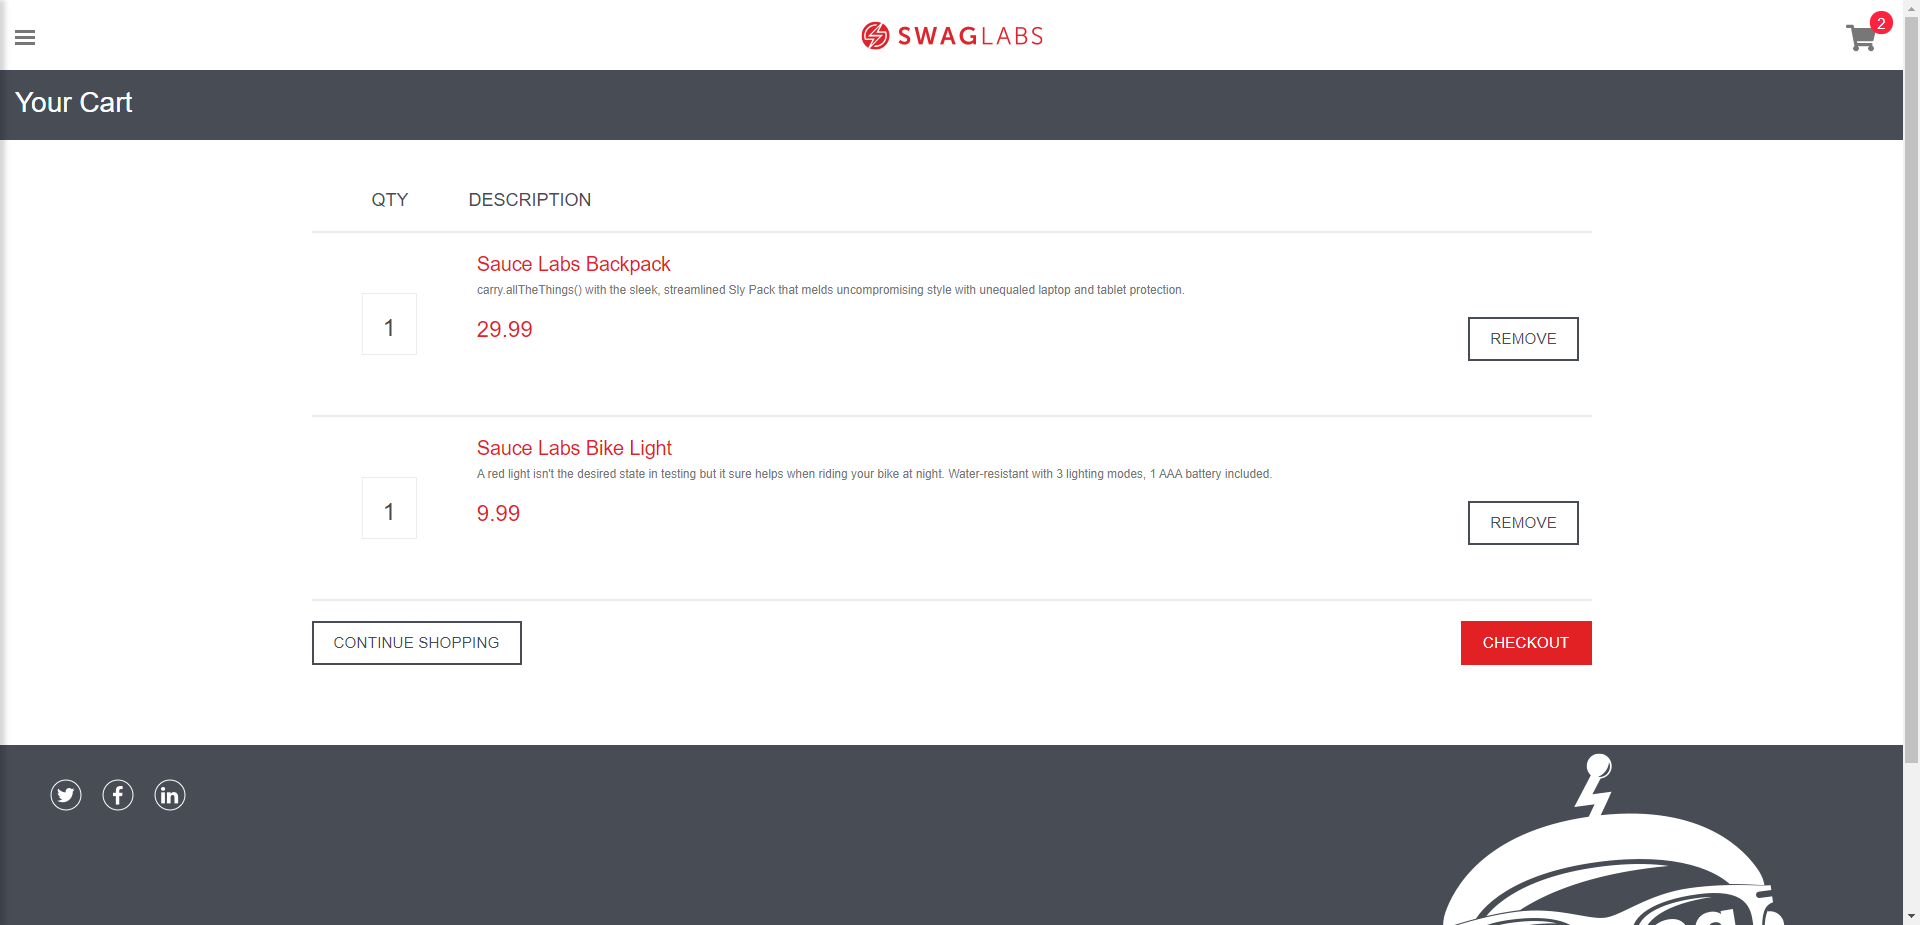 SWAGLABS
2
Your Cart
QTY DESCRIPTION
Sauce Labs Backpack
carry.allTheThings() with the sleek, streamlined Sly Pack that melds uncompromising style with unequaled laptop and tablet protection.
1
29.99
REMOVE
Sauce Labs Bike Light
A red light isn't the desired state in testing but it sure helps when riding your bike at night. Water-resistant with 3 lighting modes, 1 AAA battery included.
1
9.99
REMOVE
CONTINUE SHOPPING
CHECKOUT